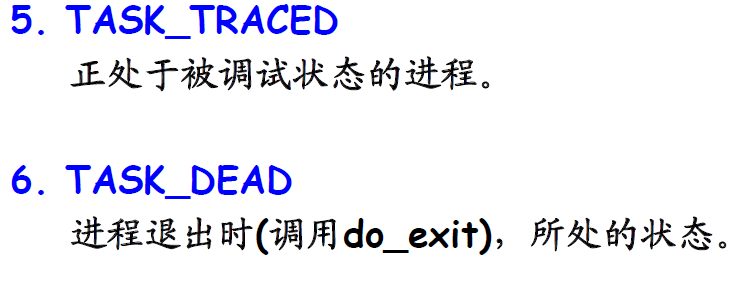 5. TASK_TRACED
正处于被调试状态的进程。
6. TASK_DEAD
进程退出时(调用do_exit)，所处的状态。